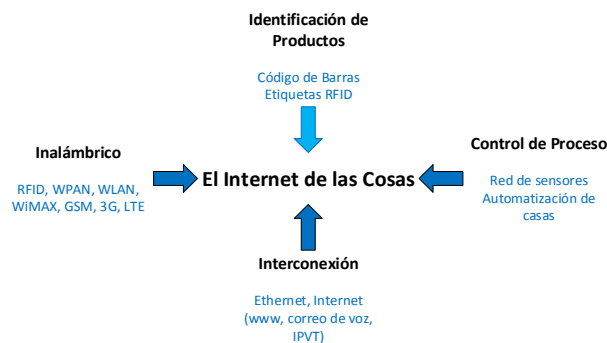 Identificación de
Productos
Código de Barras
Etiquetas RFID
Inalámbrico
RFID, WPAN, WLAN,
WiMAX, GSM, 3G, LTE
El Internet de las Cosas
Control de Proceso
Red de sensores
Automatización de
casas
Interconexión
Ethernet, Internet
(www, correo de voz,
IPVT)